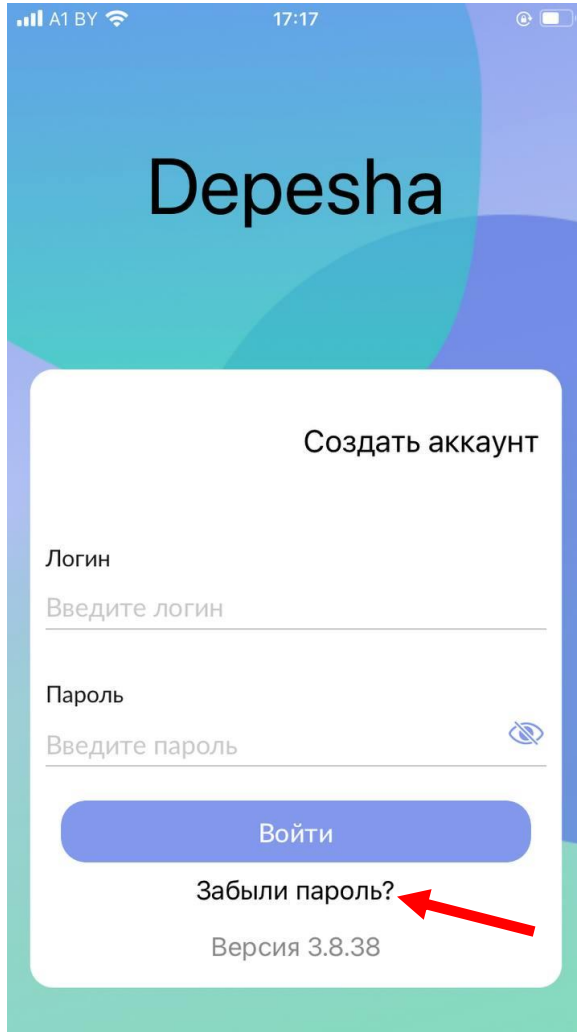 A1 BY 17:17
Depesha
Создать аккаунт
Логин
Введите логин
Пароль
Введите пароль
Войти
Забыли пароль?
Версия 3.8.38